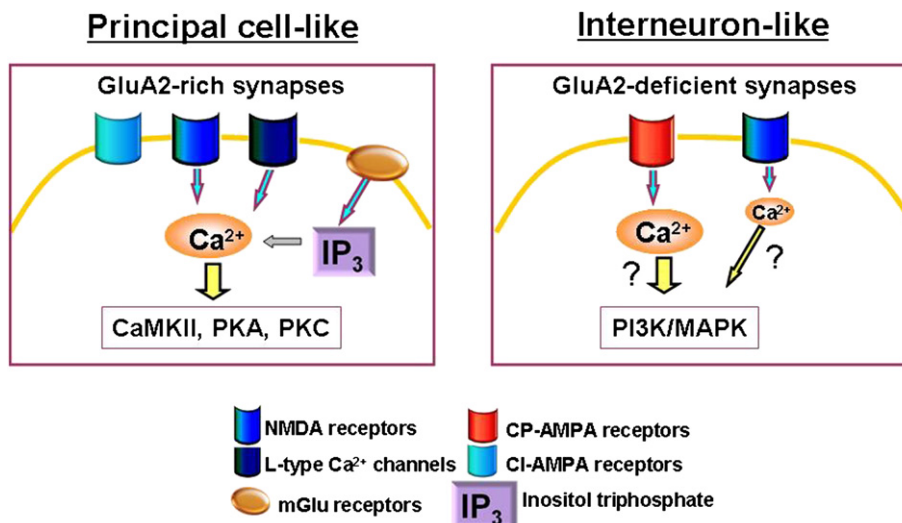 Principal cell-like
GluA2-rich synapses
Ca²⁺
IP₃
CaMKII, PKA, PKC
Interneuron-like
GluA2-deficient synapses
Ca²⁺
Ca²⁺
?
?
PI3K/MAPK
NMDA receptors
CP-AMPA receptors
L-type Ca²⁺ channels
CI-AMPA receptors
mGlu receptors
IP₃
Inositol triphosphate